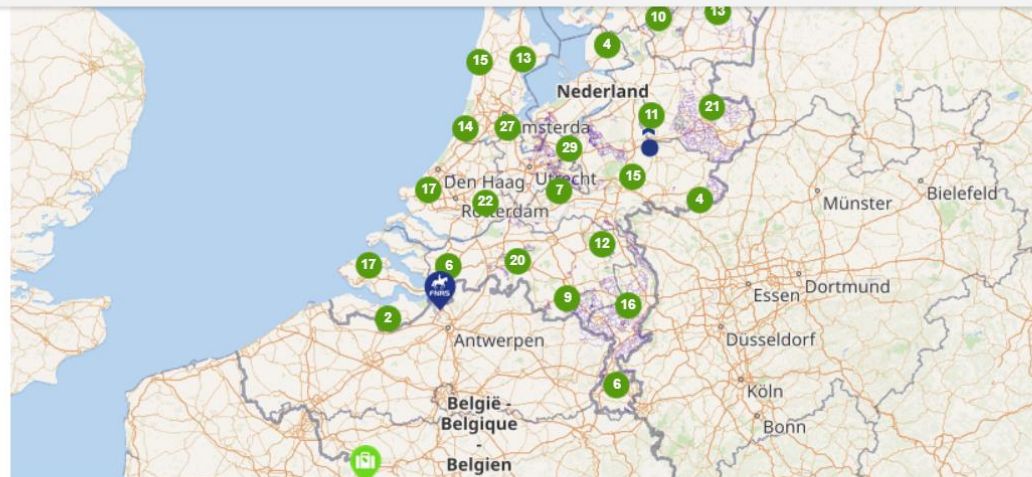 10
13
4
15
13
Nederland
21
11
14
27
msterda
29
Utrecht
15
Den Haag
17
7
4
Bielefeld
22
Münster
Rotterdam
12
20
6
17
FNRS
Essen
Dortmund
9
16
2
Antwerpen
Düsseldorf
6
Köln
België -
Belgique
-
Belgien
Bonn